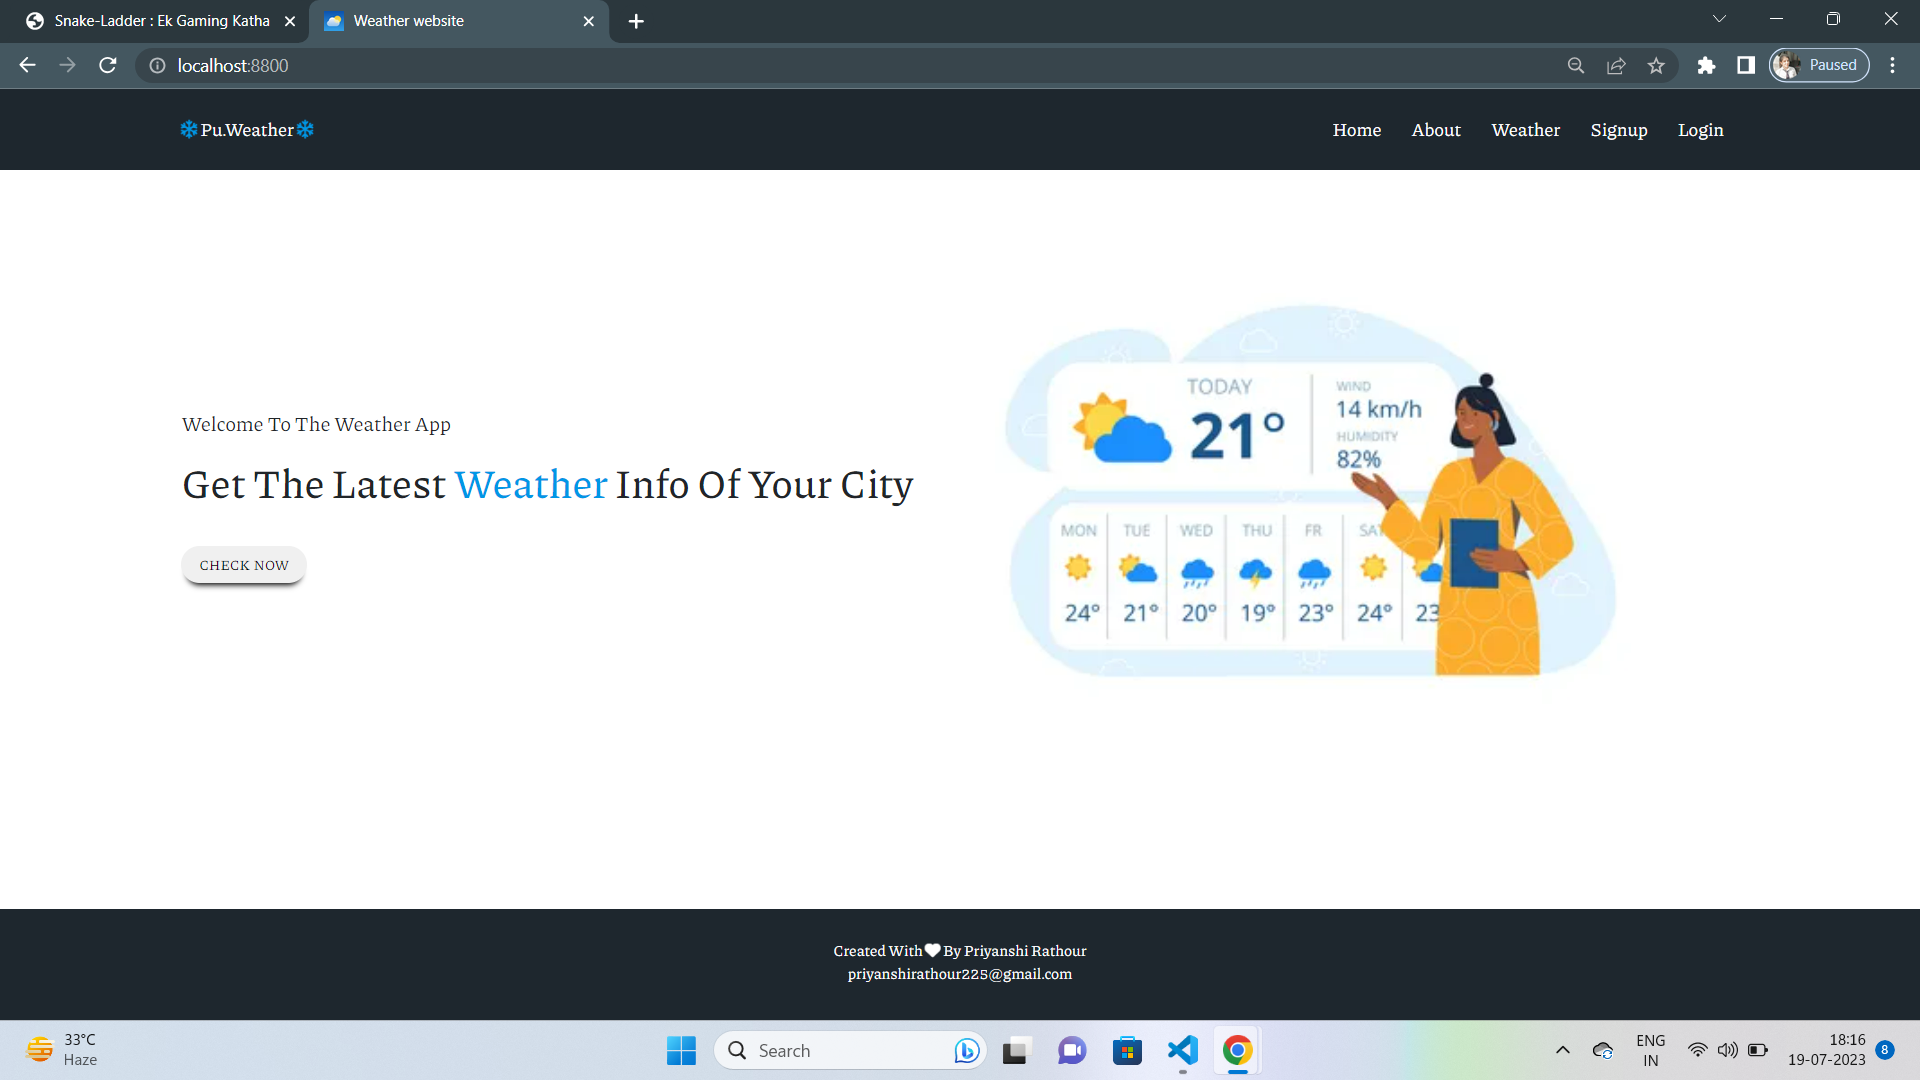 Snake-Ladder : Ek Gaming Katha
Weather website
localhost:8800
Paused
Pu.Weather
Home About Weather Signup Login
Welcome To The Weather App
Get The Latest Weather Info Of Your City
CHECK NOW
TODAY
21°
WIND
14 km/h
HUMIDITY
82%
MON TUE WED THU FR SAT
24° 21° 20° 19° 23° 24° 23
Created With By Priyanshi Rathour
priyanshirathour225@gmail.com
33°C
Haze
Search
ENG
IN
18:16
19-07-2023
8